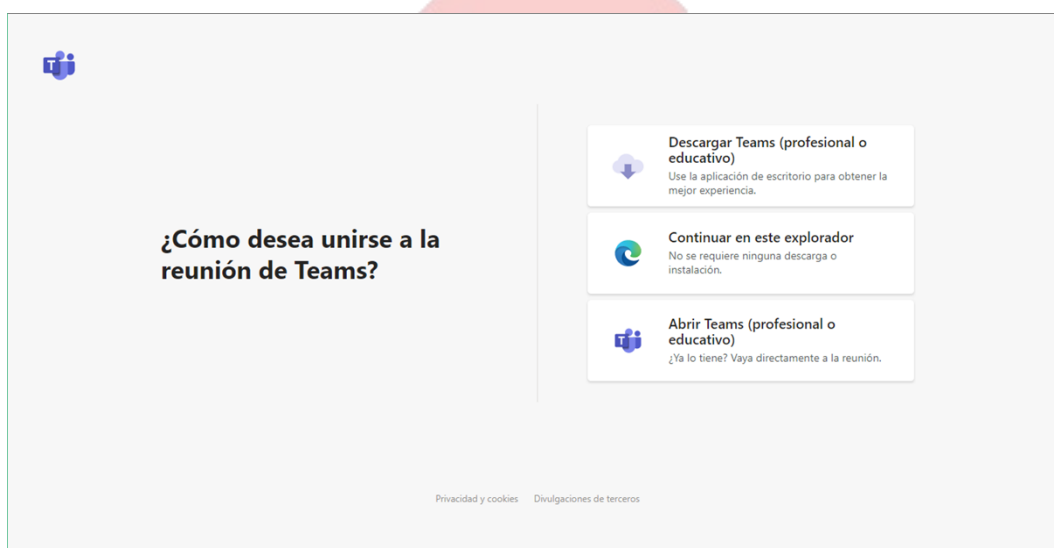 ¿Cómo desea unirse a la
reunión de Teams?
Descargar Teams (profesional o
educativo)
Use la aplicación de escritorio para obtener la
mejor experiencia.
Continuar en este explorador
No se requiere ninguna descarga o
instalación.
Abrir Teams (profesional o
educativo)
¿Ya lo tiene? Vaya directamente a la reunión.
Privacidad y cookies Divulgaciones de terceros